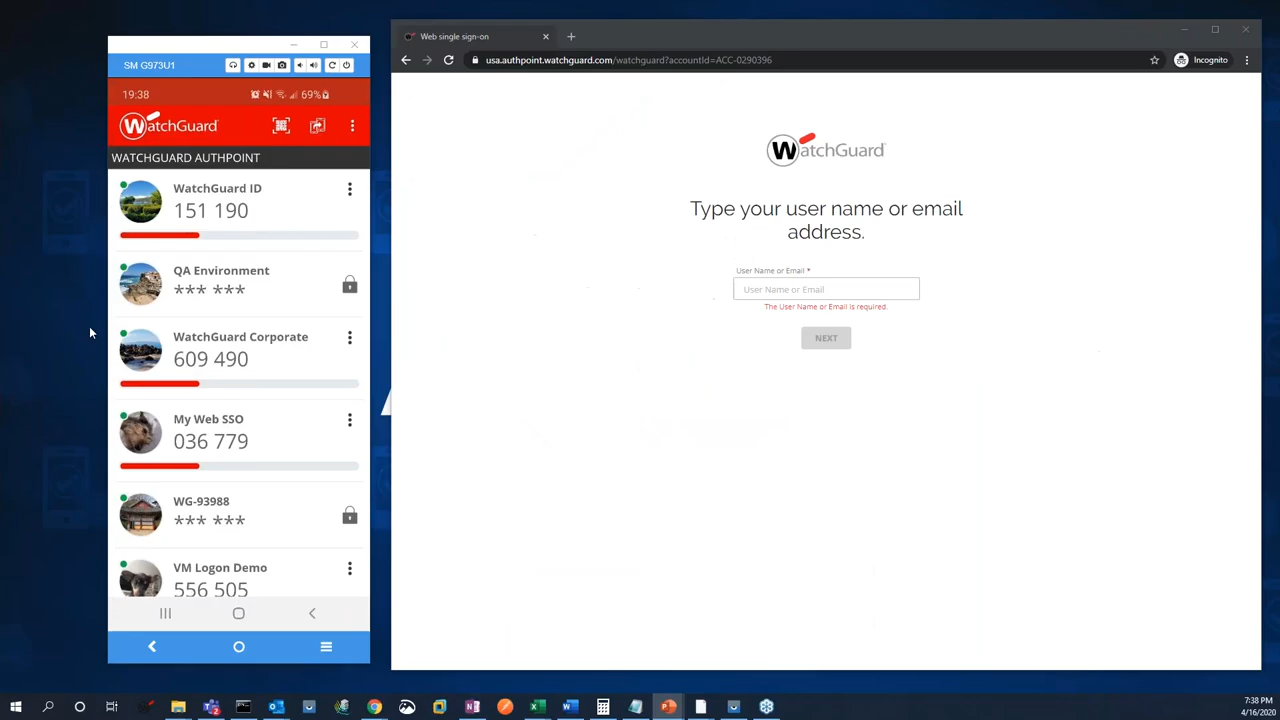 SM G973U1
19:38
69%
WatchGuard
WATCHGUARD AUTHPOINT
WatchGuard ID
151 190
QA Environment
*** ***
WatchGuard Corporate
609 490
My Web SSO
036 779
WG-93988
*** ***
VM Logon Demo
556 505
Web single sign-on
usa.authpoint.watchguard.com/watchguard?accountId=ACC-0290396
Incognito
WatchGuard
Type your user name or email
address.
User Name or Email *
User Name or Email
The User Name or Email is required.
NEXT
7:38 PM
4/16/2020